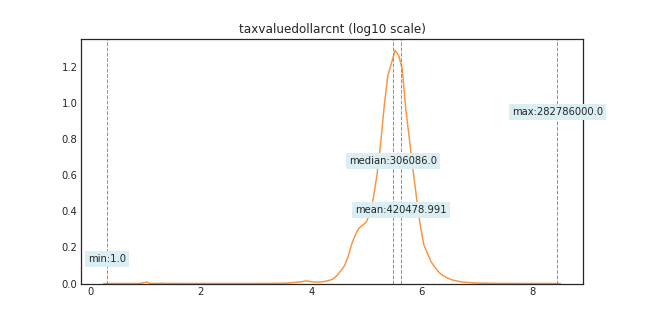 taxvaluedollarcnt (log10 scale)
1.2
1.0
max:282786000.0
0.8
median:306086.0
0.6
0.4
mean:420478.991
0.2
min:1.0
0.0
0 2 4 6 8